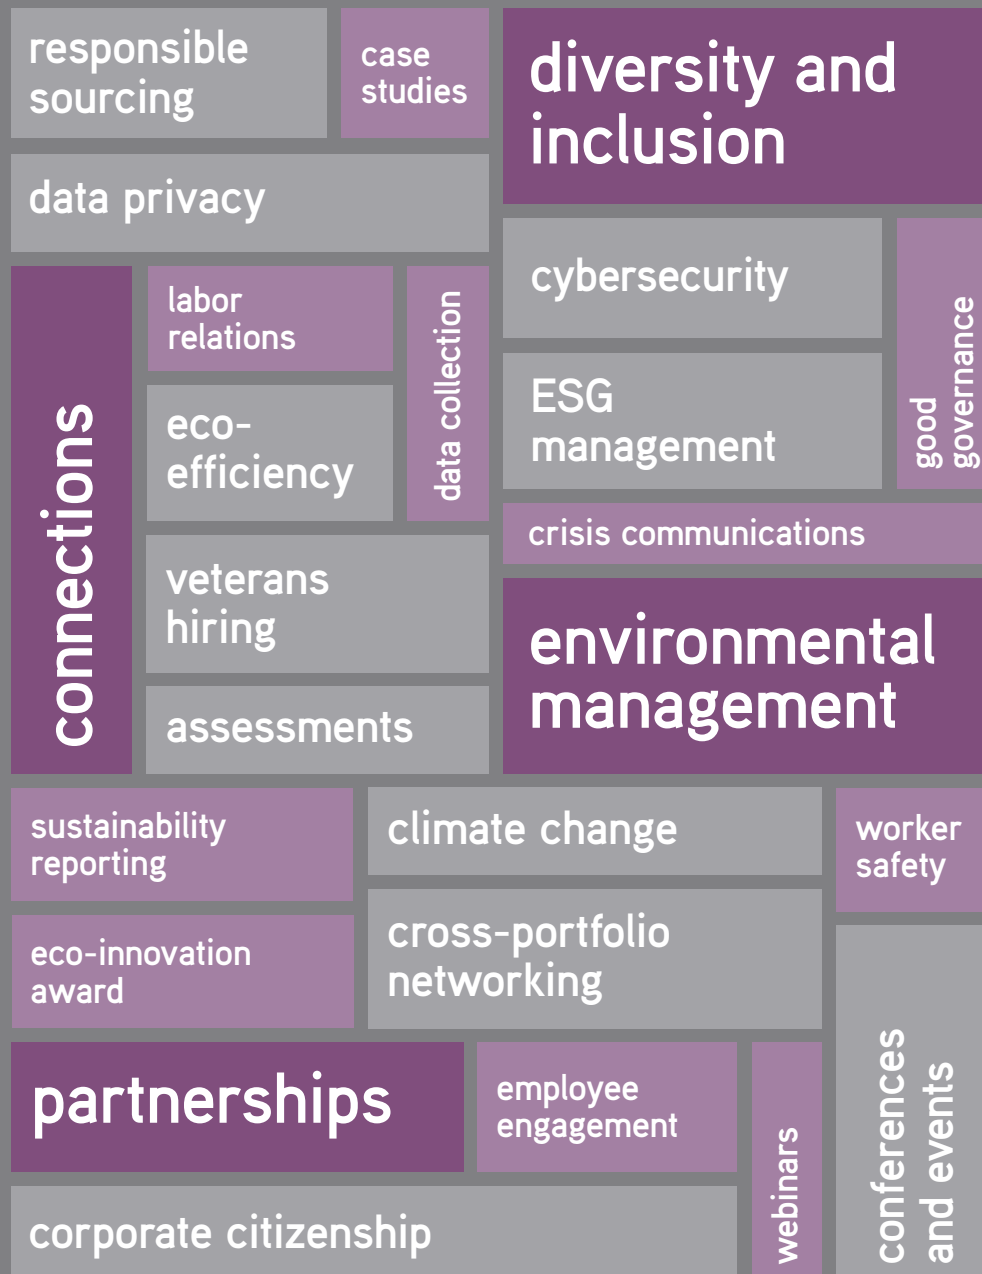 responsible
sourcing
case
studies
diversity and
inclusion
data privacy
cybersecurity
good
governance
connections
labor
relations
data collection
ESG
management
eco-
efficiency
crisis communications
veterans
hiring
environmental
management
assessments
sustainability
reporting
climate change
worker
safety
eco-innovation
award
cross-portfolio
networking
conferences
and events
partnerships
employee
engagement
webinars
corporate citizenship